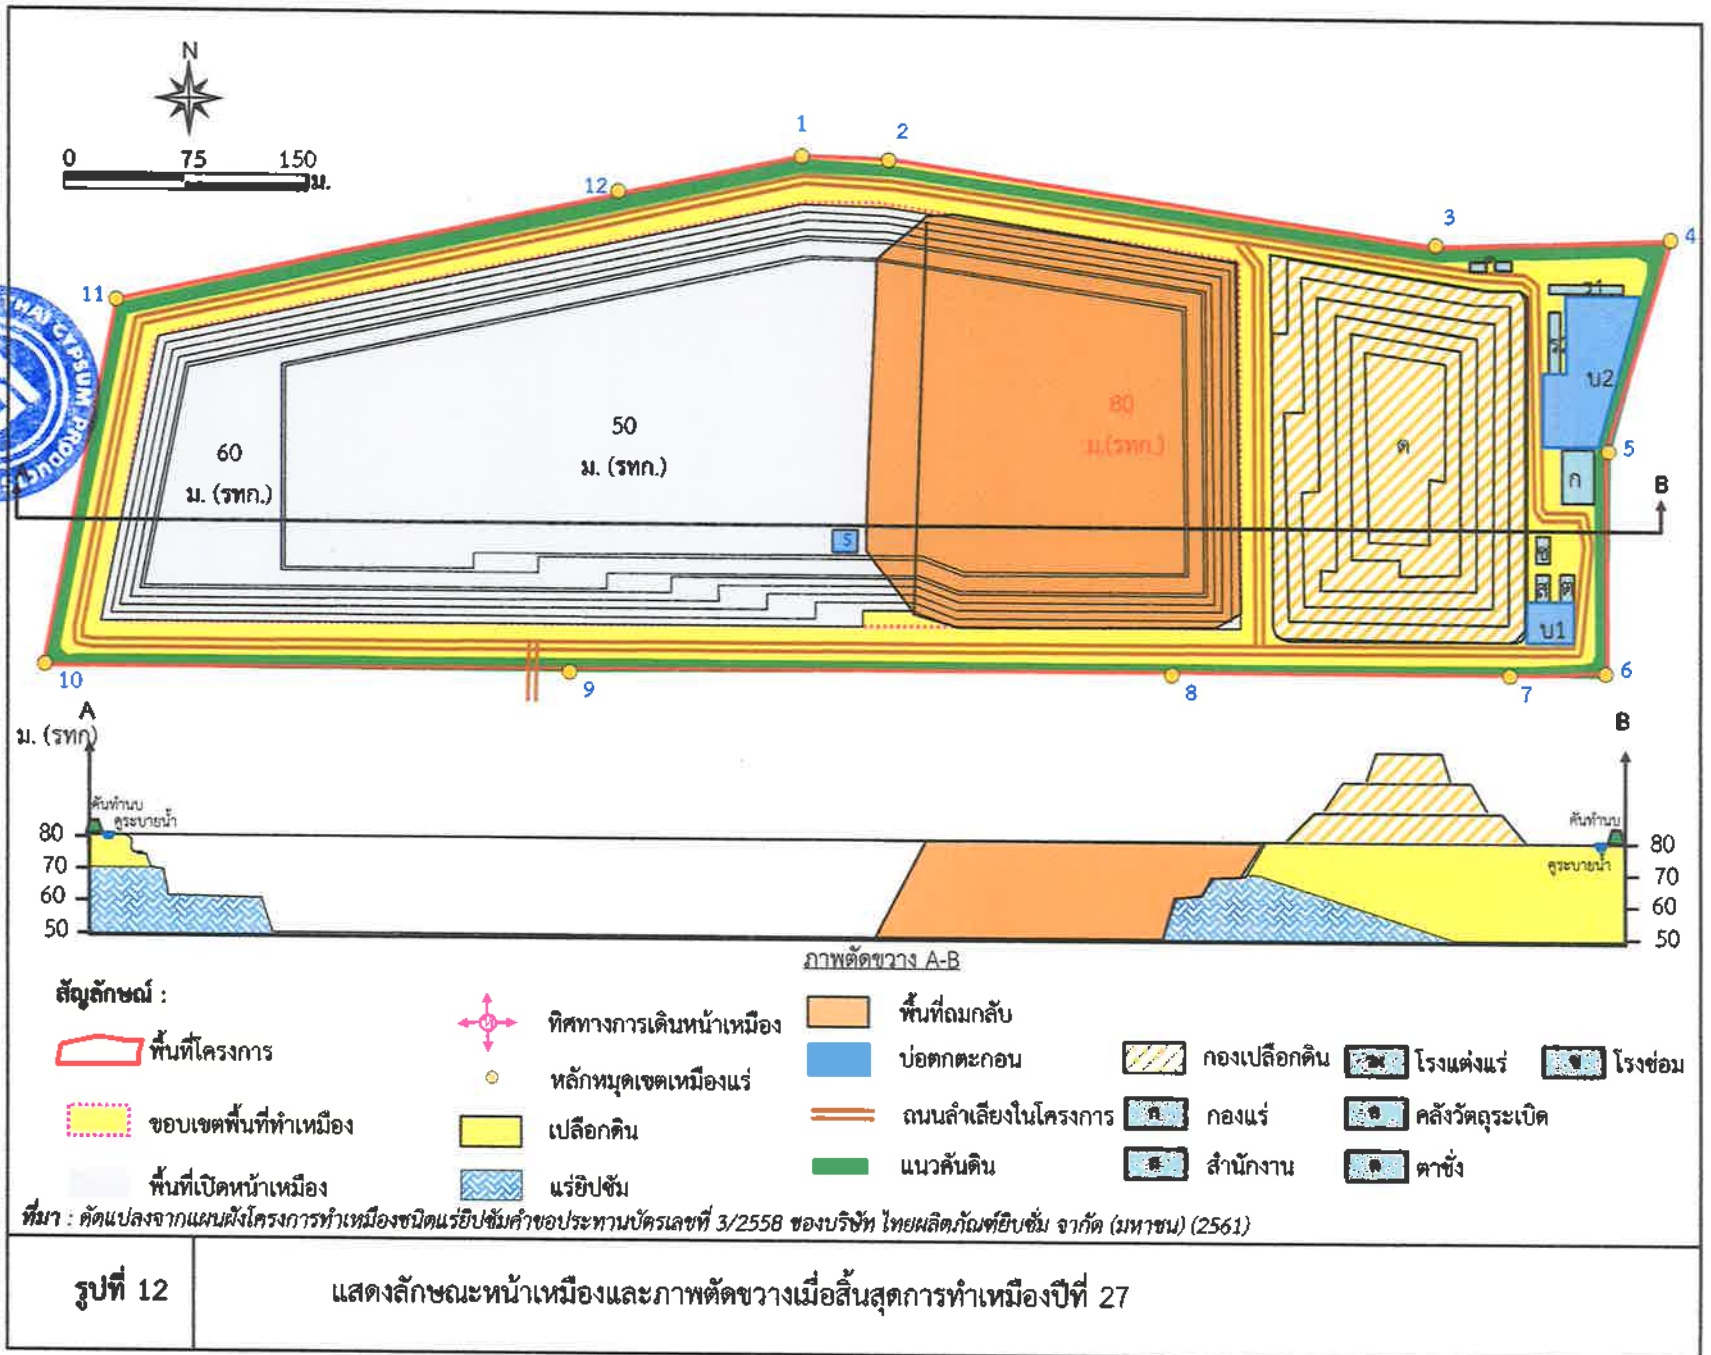 N
0 75 150
ม.
1
2
3
4
5
6
7
8
9
10
11
12
THAI GYPSUM PRODUCTS
60
ม. (รทก.)
50
ม. (รทก.)
80
ม.(รทก.)
S
ต
บ2
ก
B
ช
ส ต
บ1
A
ม. (รทก)
B
คันทำนบ
คูระบายน้ำ
80
70
60
50
คันทำนบ
คูระบายน้ำ
80
70
60
50
ภาพตัดขวาง A-B
สัญลักษณ์ :
พื้นที่โครงการ
ขอบเขตพื้นที่ทำเหมือง
พื้นที่เปิดหน้าเหมือง
ทิศทางการเดินหน้าเหมือง
หลักหมุดเขตเหมืองแร่
เปลือกดิน
แร่ยิปซัม
พื้นที่ถมกลับ
บ่อตกตะกอน
ถนนลำเลียงในโครงการ
แนวคันดิน
กองเปลือกดิน
ก กองแร่
ส สำนักงาน
โรงแต่งแร่
คลังวัตถุระเบิด
ต ตาชั่ง
ช โรงซ่อม
ที่มา : ดัดแปลงจากแผนผังโครงการทำเหมืองชนิดแร่ยิปซัมคำขอประทานบัตรเลขที่ 3/2558 ของบริษัท ไทยผลิตภัณฑ์ยิบซั่ม จำกัด (มหาชน) (2561)
รูปที่ 12
แสดงลักษณะหน้าเหมืองและภาพตัดขวางเมื่อสิ้นสุดการทำเหมืองปีที่ 27